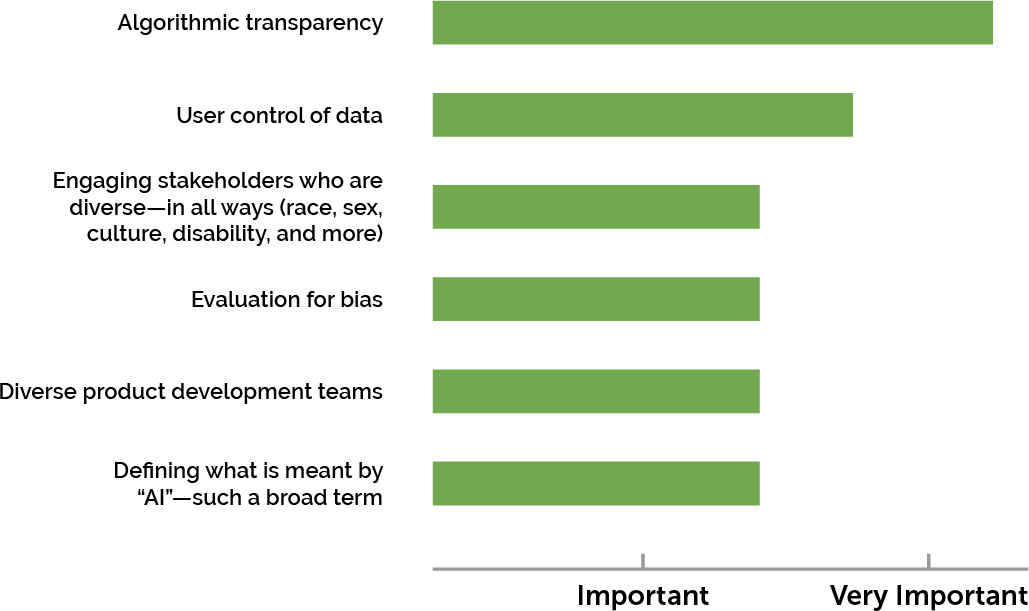 Algorithmic transparency
User control of data
Engaging stakeholders who are
diverse—in all ways (race, sex,
culture, disability, and more)
Evaluation for bias
Diverse product development teams
Defining what is meant by
“AI”—such a broad term
Important Very Important